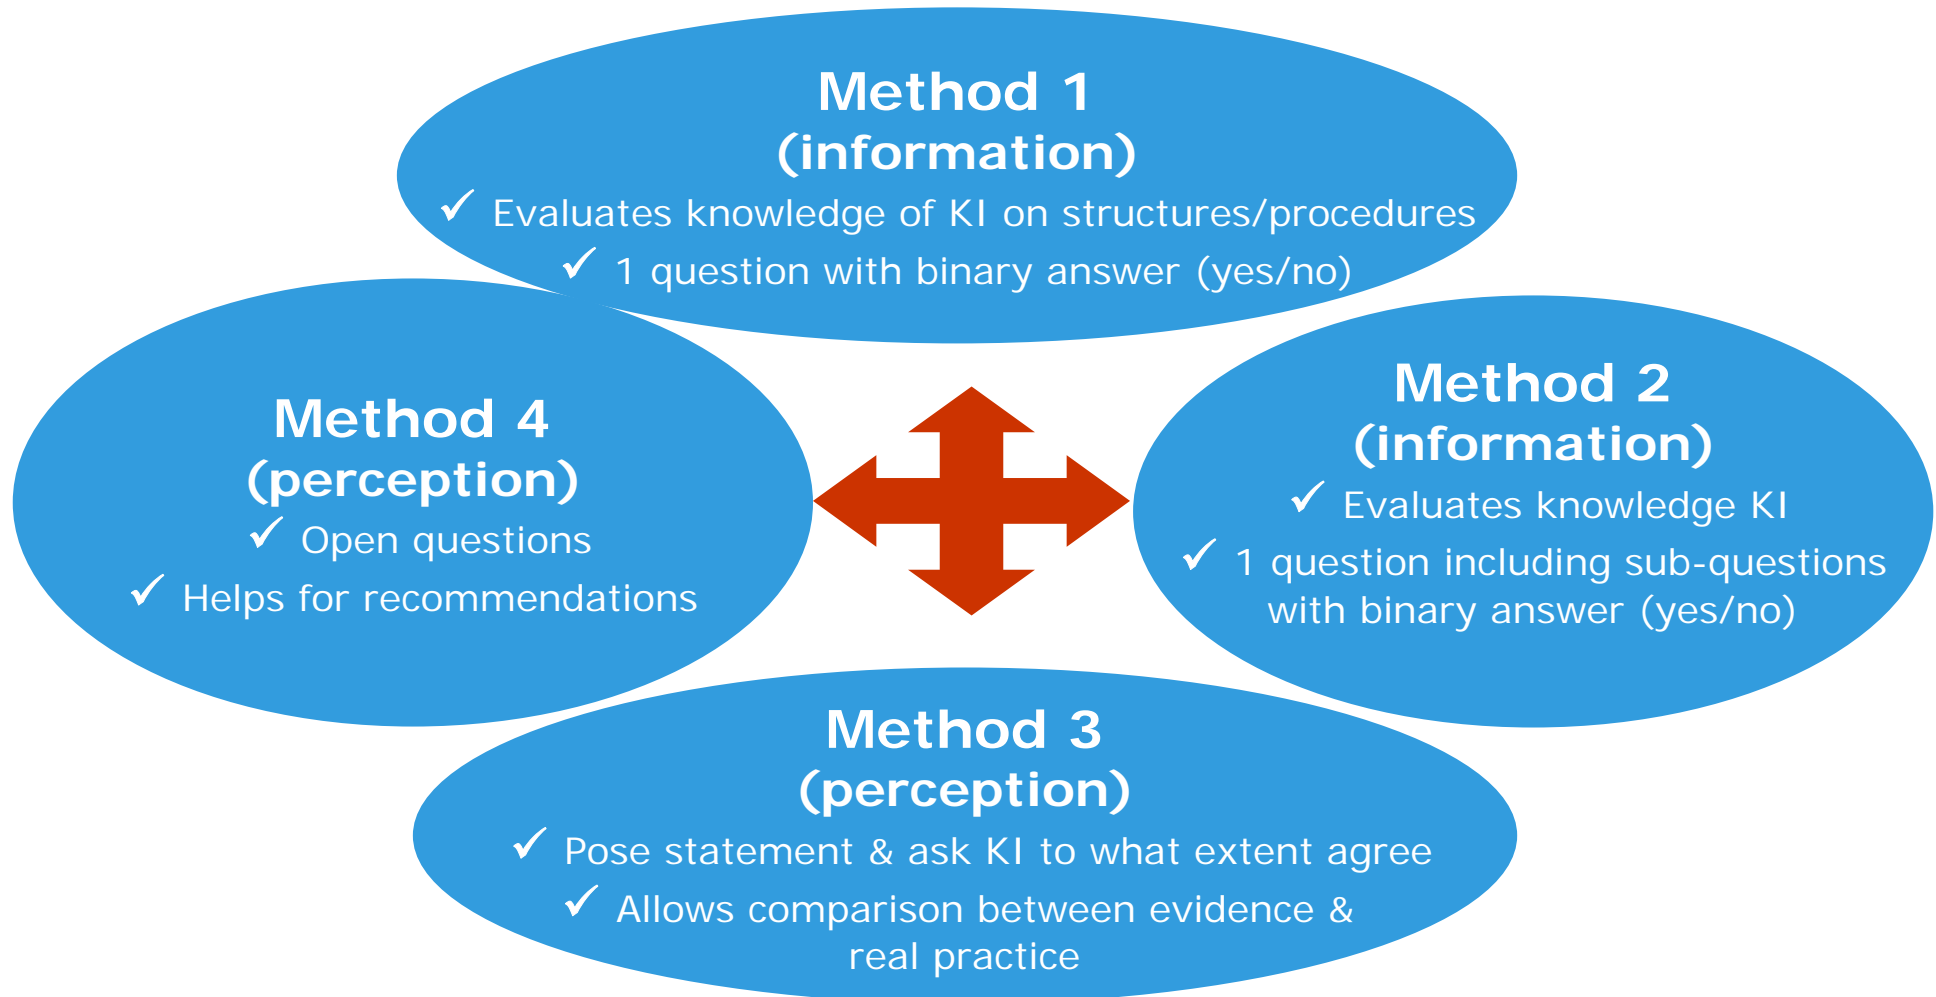 Method 1
(information)
✓ Evaluates knowledge of KI on structures/procedures
✓ 1 question with binary answer (yes/no)
Method 2
(information)
✓ Evaluates knowledge KI
✓ 1 question including sub-questions
with binary answer (yes/no)
Method 3
(perception)
✓ Pose statement & ask KI to what extent agree
✓ Allows comparison between evidence &
real practice
Method 4
(perception)
✓ Open questions
✓ Helps for recommendations